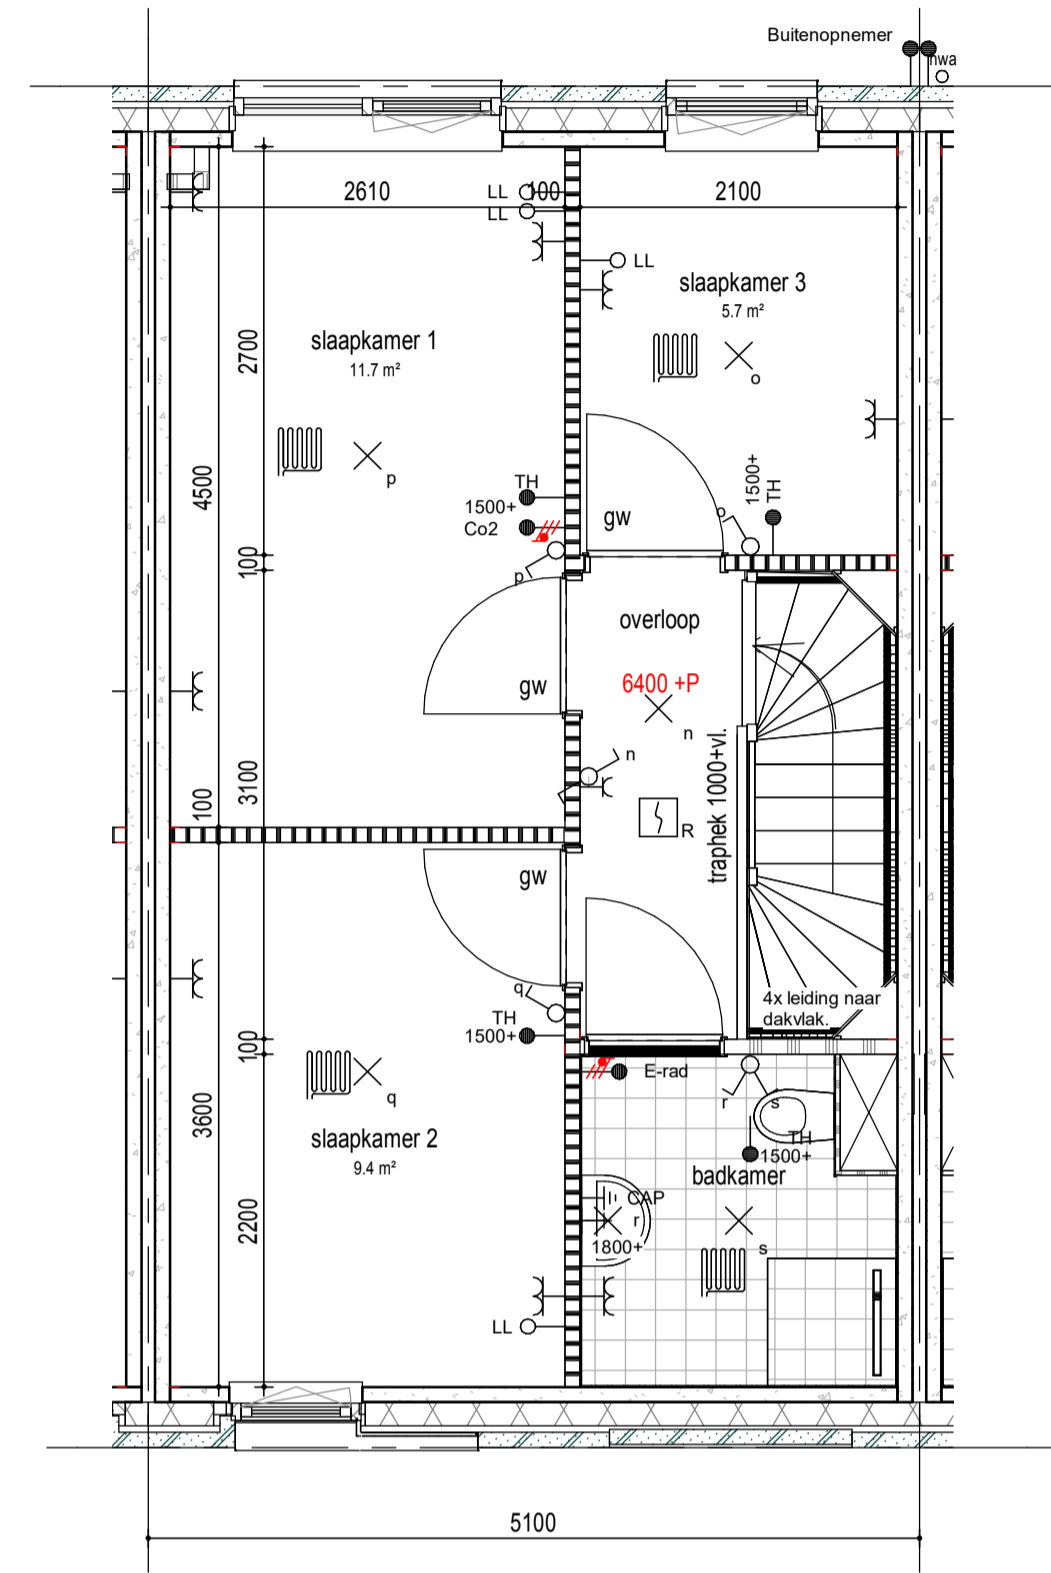 Buitenopnemer
hwa
2610
100
2100
LL
LL
LL
slaapkamer 3
5.7 m²
slaapkamer 1
11.7 m²
2700
o
p
4500
TH
1500+
Co2
1500+
TH
o
gw
p
100
overloop
gw
6400 +P
n
n
traphek 1000+vl.
3100
100
R
gw
q
4x leiding naar
dakvlak.
TH
1500+
100
E-rad
r
s
q
3600
slaapkamer 2
9.4 m²
TH
1500+
badkamer
CAP
r
1800+
s
2200
LL
5100